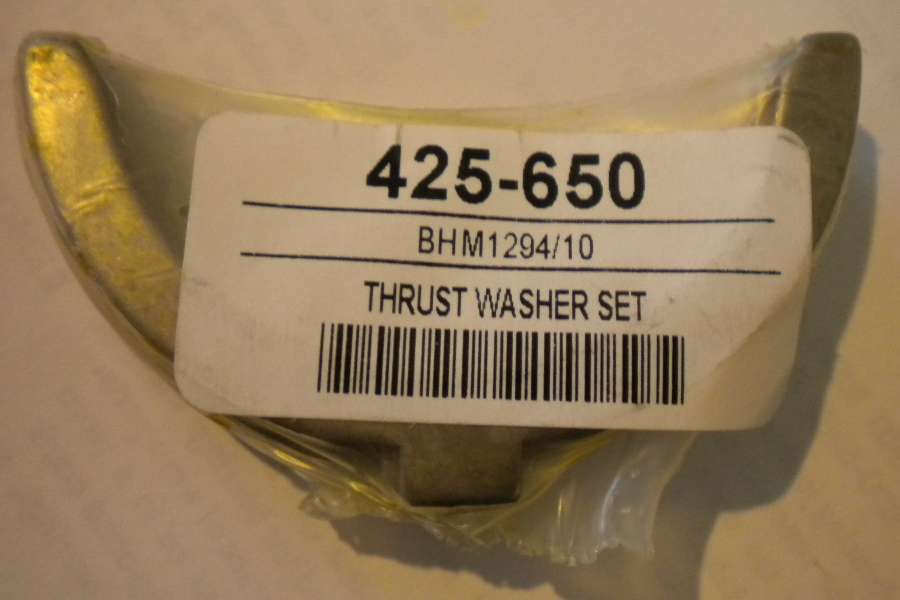 425-650
BHM1294/10
THRUST WASHER SET